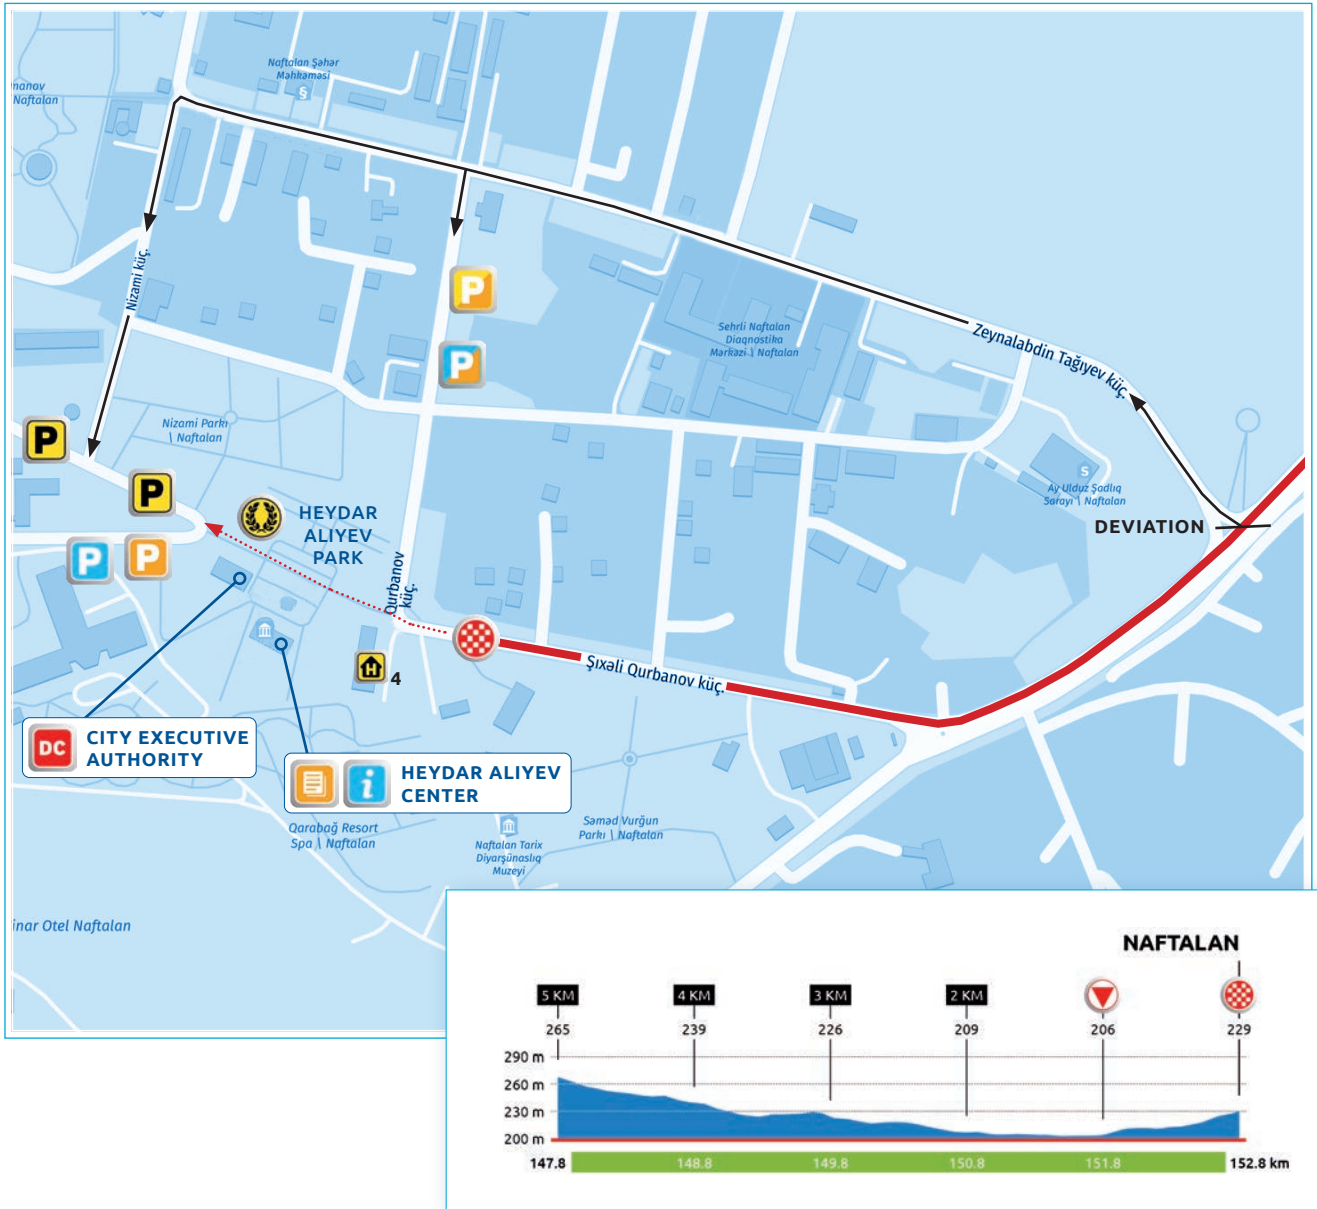 Naftalan Şəhər
Məhkəməsi
§
nanov
Naftalan
Nizami küç.
P
P
Sehrli Naftalan
Diaqnostika
Mərkəzi \ Naftalan
Zeynalabdin Tağıyev küç.
P
Nizami Parkı
\ Naftalan
P
HEYDAR
ALIYEV
PARK
S
Ay Ulduz Şadlıq
Sarayı \ Naftalan
DEVIATION
P
P
Qurbanov
küç.
H
4
Şıxəli Qurbanov küç.
DC
CITY EXECUTIVE
AUTHORITY
i
HEYDAR ALIYEV
CENTER
Qarabağ Resort
Spa \ Naftalan
Naftalan Tarix
Diyarşünaslıq
Muzeyi
Səməd Vurğun
Parkı \ Naftalan
inar Otel Naftalan
NAFTALAN
5 KM 4 KM 3 KM 2 KM
265 239 226 209 206 229
290 m
260 m
230 m
200 m
147.8 148.8 149.8 150.8 151.8 152.8 km